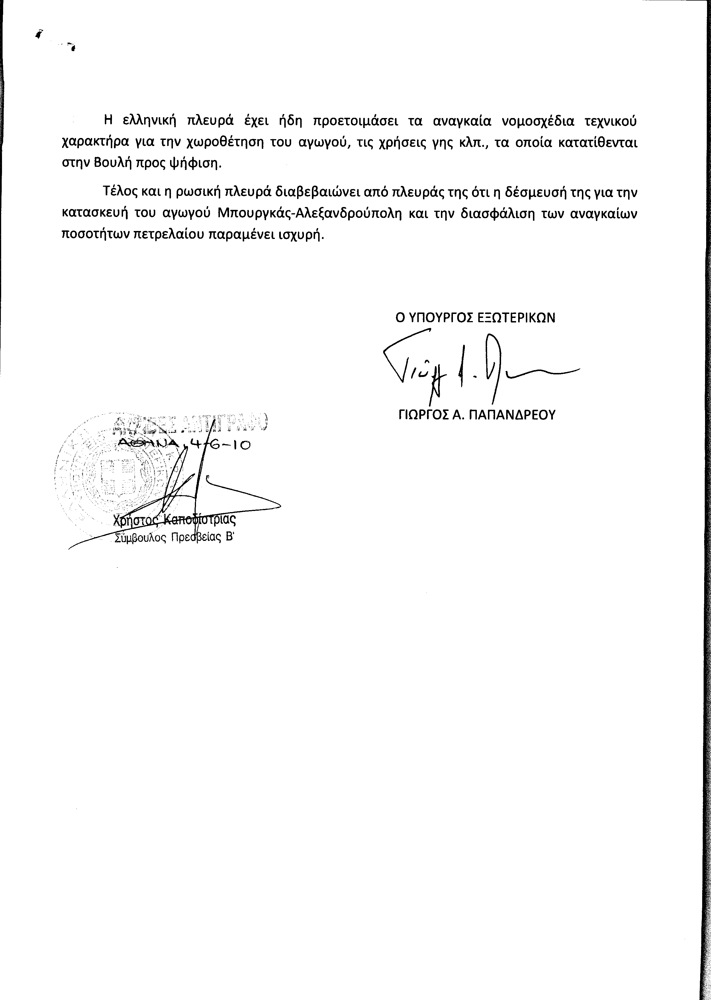 Η ελληνική πλευρά έχει ήδη προετοιμάσει τα αναγκαία νομοσχέδια τεχνικού
χαρακτήρα για την χωροθέτηση του αγωγού, τις χρήσεις γης κλπ., τα οποία κατατίθενται
στην Βουλή προς ψήφιση.
Τέλος και η ρωσική πλευρά διαβεβαιώνει από πλευράς της ότι η δέσμευσή της για την
κατασκευή του αγωγού Μπουργκάς-Αλεξανδρούπολη και την διασφάλιση των αναγκαίων
ποσοτήτων πετρελαίου παραμένει ισχυρή.
Ο ΥΠΟΥΡΓΟΣ ΕΞΩΤΕΡΙΚΩΝ
ΓΙΩΡΓΟΣ Α. ΠΑΠΑΝΔΡΕΟΥ
ΑΚΡΙΒΕΣ ΑΝΤΙΓΡΑΦΟ
ΑΘΗΝΑ, 4-6-10
Χρήστος Καποδίστριας
Σύμβουλος Πρεσβείας Β'